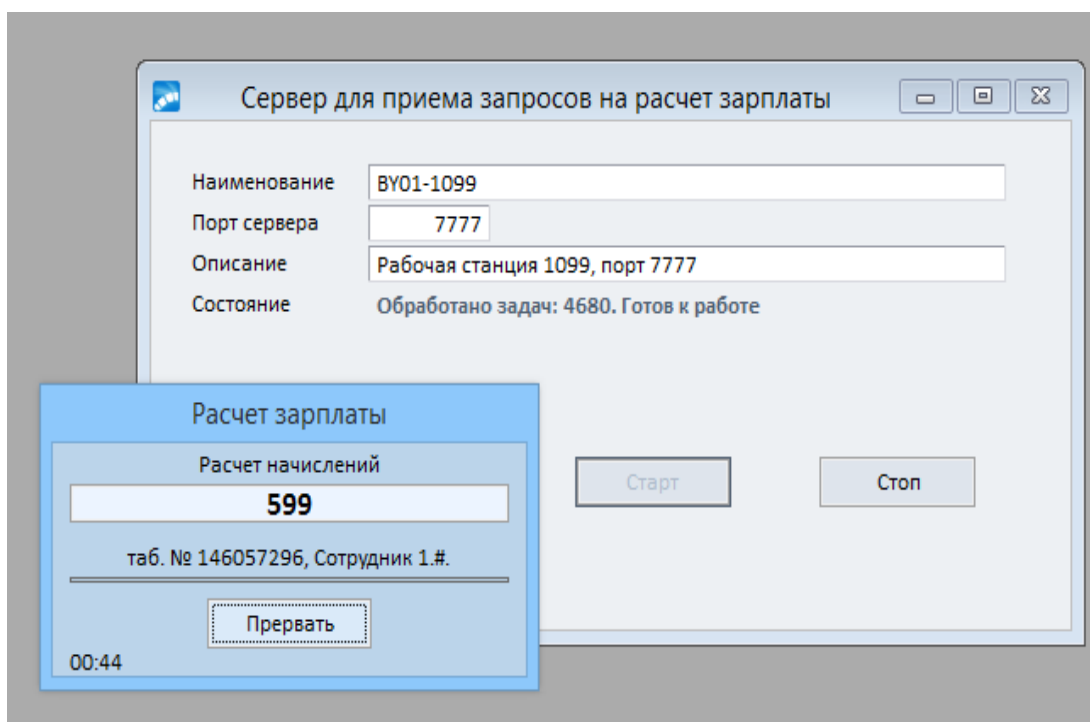 Сервер для приема запросов на расчет зарплаты
Наименование BY01-1099
Порт сервера 7777
Описание Рабочая станция 1099, порт 7777
Состояние Обработано задач: 4680. Готов к работе
Старт Стоп
Расчет зарплаты
Расчет начислений
599
таб. № 146057296, Сотрудник 1.#.
Прервать
00:44